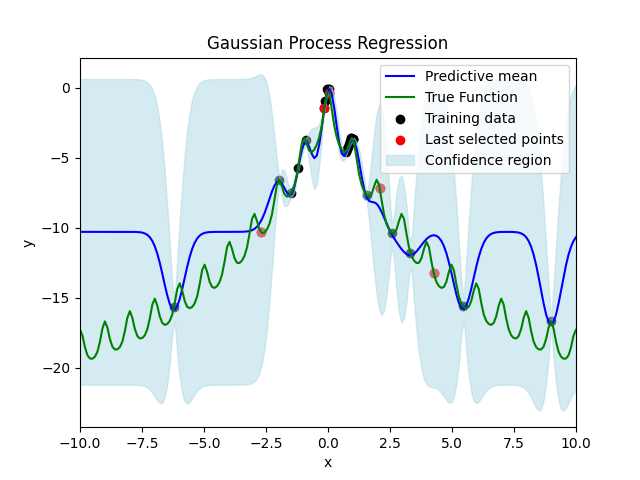 Gaussian Process Regression
Predictive mean
True Function
Training data
Last selected points
Confidence region
y
0
−5
−10
−15
−20
−10.0 −7.5 −5.0 −2.5 0.0 2.5 5.0 7.5 10.0
x